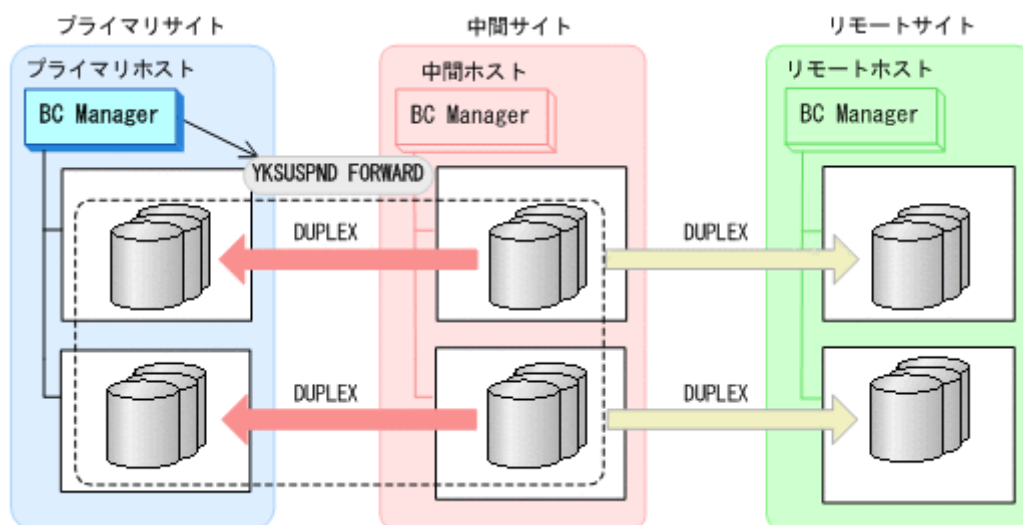 プライマリサイト
中間サイト
リモートサイト
プライマリホスト
中間ホスト
リモートホスト
BC Manager
BC Manager
BC Manager
YKSUSPND FORWARD
DUPLEX
DUPLEX
DUPLEX
DUPLEX